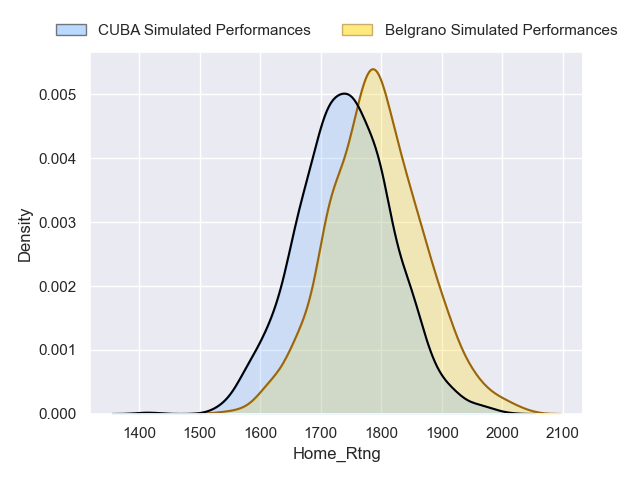 CUBA Simulated Performances Belgrano Simulated Performances
0.005
0.004
0.003
0.002
0.001
0.000
Density
1400 1500 1600 1700 1800 1900 2000 2100
Home_Rtng